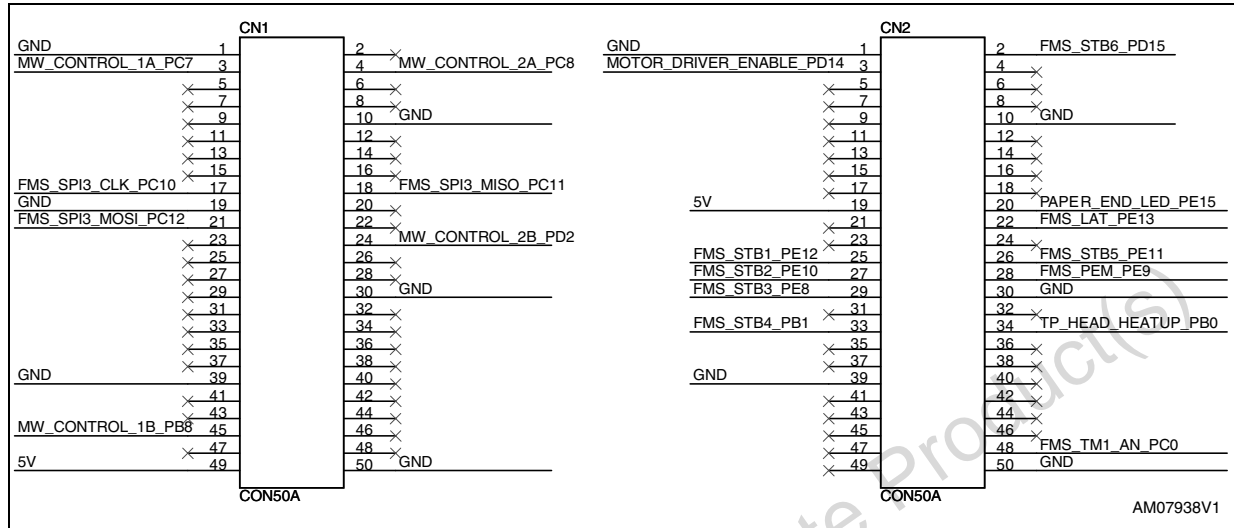 CN1 CN2
GND 1 2 GND 1 2 FMS_STB6_PD15
MW_CONTROL_1A_PC7 3 4 MW_CONTROL_2A_PC8 MOTOR_DRIVER_ENABLE_PD14 3 4
5 6 5 6
7 8 7 8
9 10 GND 9 10 GND
11 12 11 12
13 14 13 14
15 16 15 16
FMS_SPI3_CLK_PC10 17 18 FMS_SPI3_MISO_PC11 17 18
GND 19 20 5V 19 20 PAPER_END_LED_PE15
FMS_SPI3_MOSI_PC12 21 22 21 22 FMS_LAT_PE13
23 24 MW_CONTROL_2B_PD2 23 24
25 26 FMS_STB1_PE12 25 26 FMS_STB5_PE11
27 28 FMS_STB2_PE10 27 28 FMS_PEM_PE9
29 30 GND FMS_STB3_PE8 29 30 GND
31 32 31 32
33 34 FMS_STB4_PB1 33 34 TP_HEAD_HEATUP_PB0
35 36 35 36
37 38 37 38
GND 39 40 GND 39 40
41 42 41 42
43 44 43 44
MW_CONTROL_1B_PB8 45 46 45 46
47 48 47 48 FMS_TM1_AN_PC0
5V 49 50 GND 49 50 GND
CON50A CON50A
AM07938V1
te Product(s)